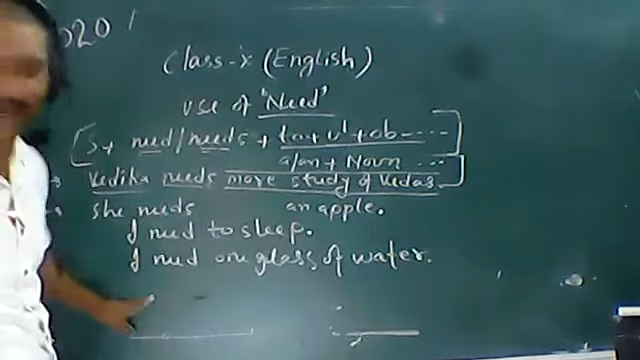 2020
Class-X (English)
use of "Need"
S+ need/needs + to + v¹ + ob-....
a/an + Noun ...
Vedika needs more study of Vedas.
She needs an apple.
I need to sleep.
I need one glass of water.